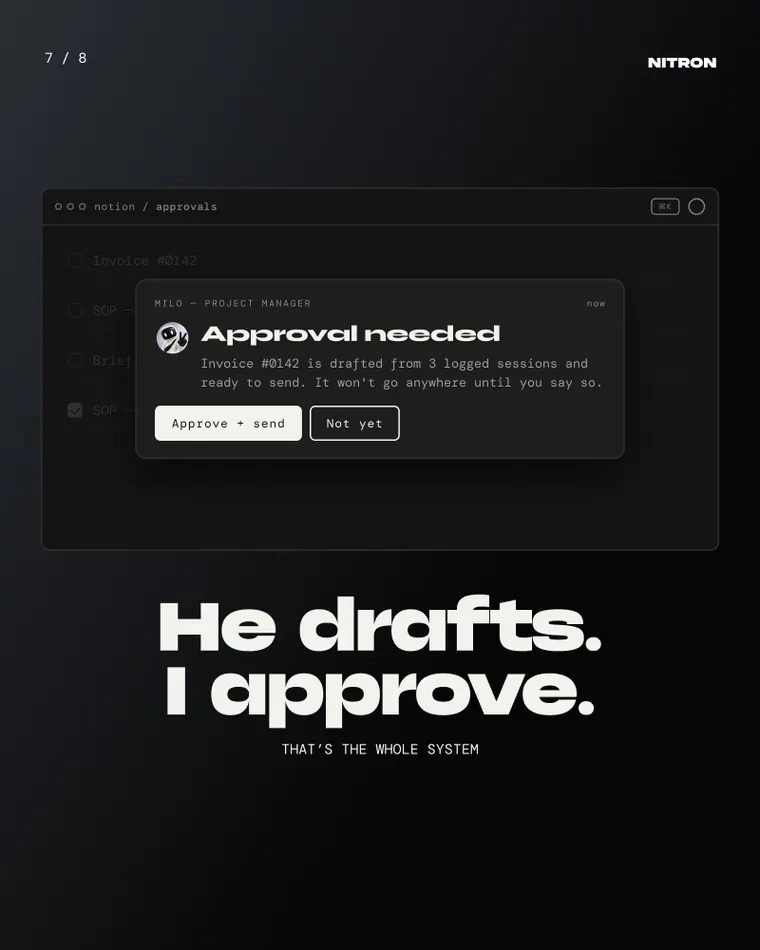 7 / 8
NITRON
notion / approvals
⌘K
Invoice #0142
SOP —
MILO — PROJECT MANAGER
now
Approval needed
Invoice #0142 is drafted from 3 logged sessions and
ready to send. It won't go anywhere until you say so.
Brief
SOP —
Approve + send
Not yet
He drafts.
I approve.
THAT’S THE WHOLE SYSTEM